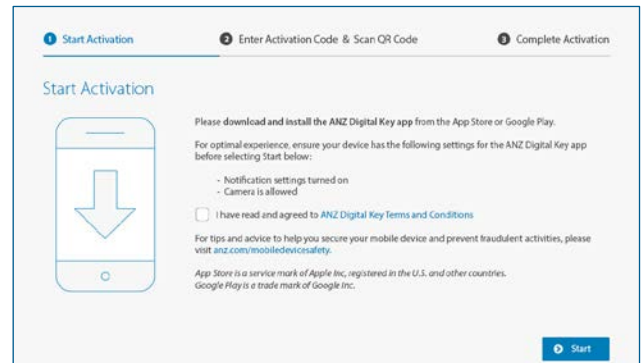 1 Start Activation
2 Enter Activation Code & Scan QR Code
3 Complete Activation
Start Activation
Please download and install the ANZ Digital Key app from the App Store or Google Play.
For optimal experience, ensure your device has the following settings for the ANZ Digital Key app
before selecting Start below:
- Notification settings turned on
- Camera is allowed
I have read and agreed to ANZ Digital Key Terms and Conditions
For tips and advice to help you secure your mobile device and prevent fraudulent activities, please
visit anz.com/mobiledevicesafety.
App Store is a service mark of Apple Inc, registered in the U.S. and other countries.
Google Play is a trade mark of Google Inc.
Start